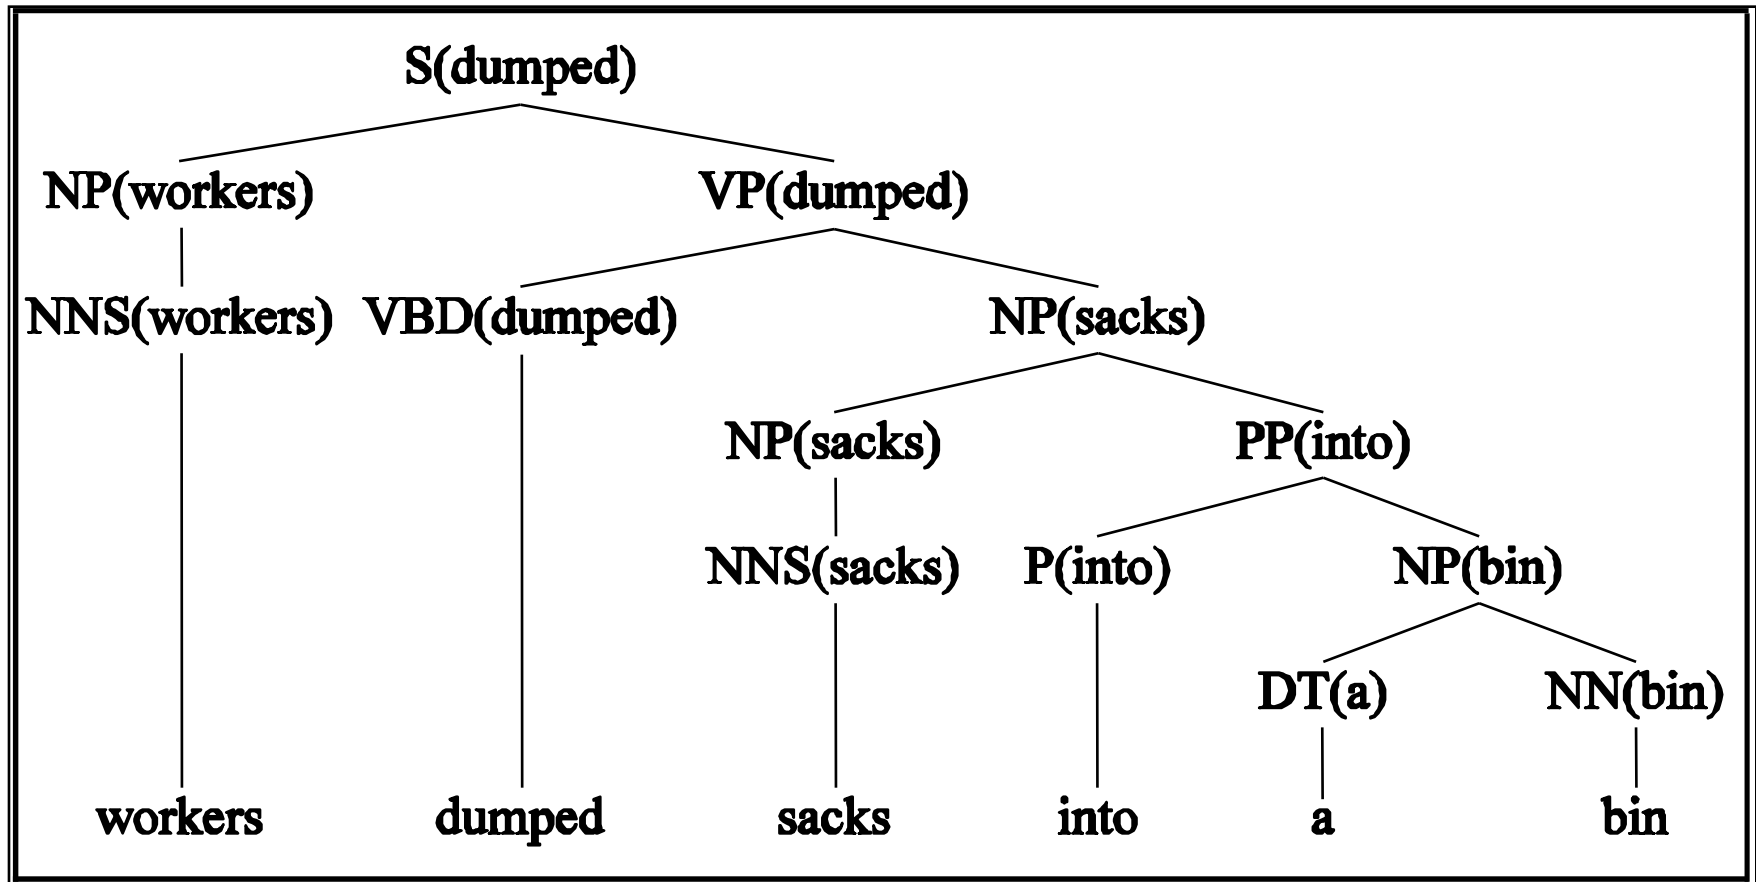 S(dumped)
NP(workers) VP(dumped)
NNS(workers) VBD(dumped) NP(sacks)
NP(sacks) PP(into)
NNS(sacks) P(into) NP(bin)
DT(a) NN(bin)
workers dumped sacks into a bin